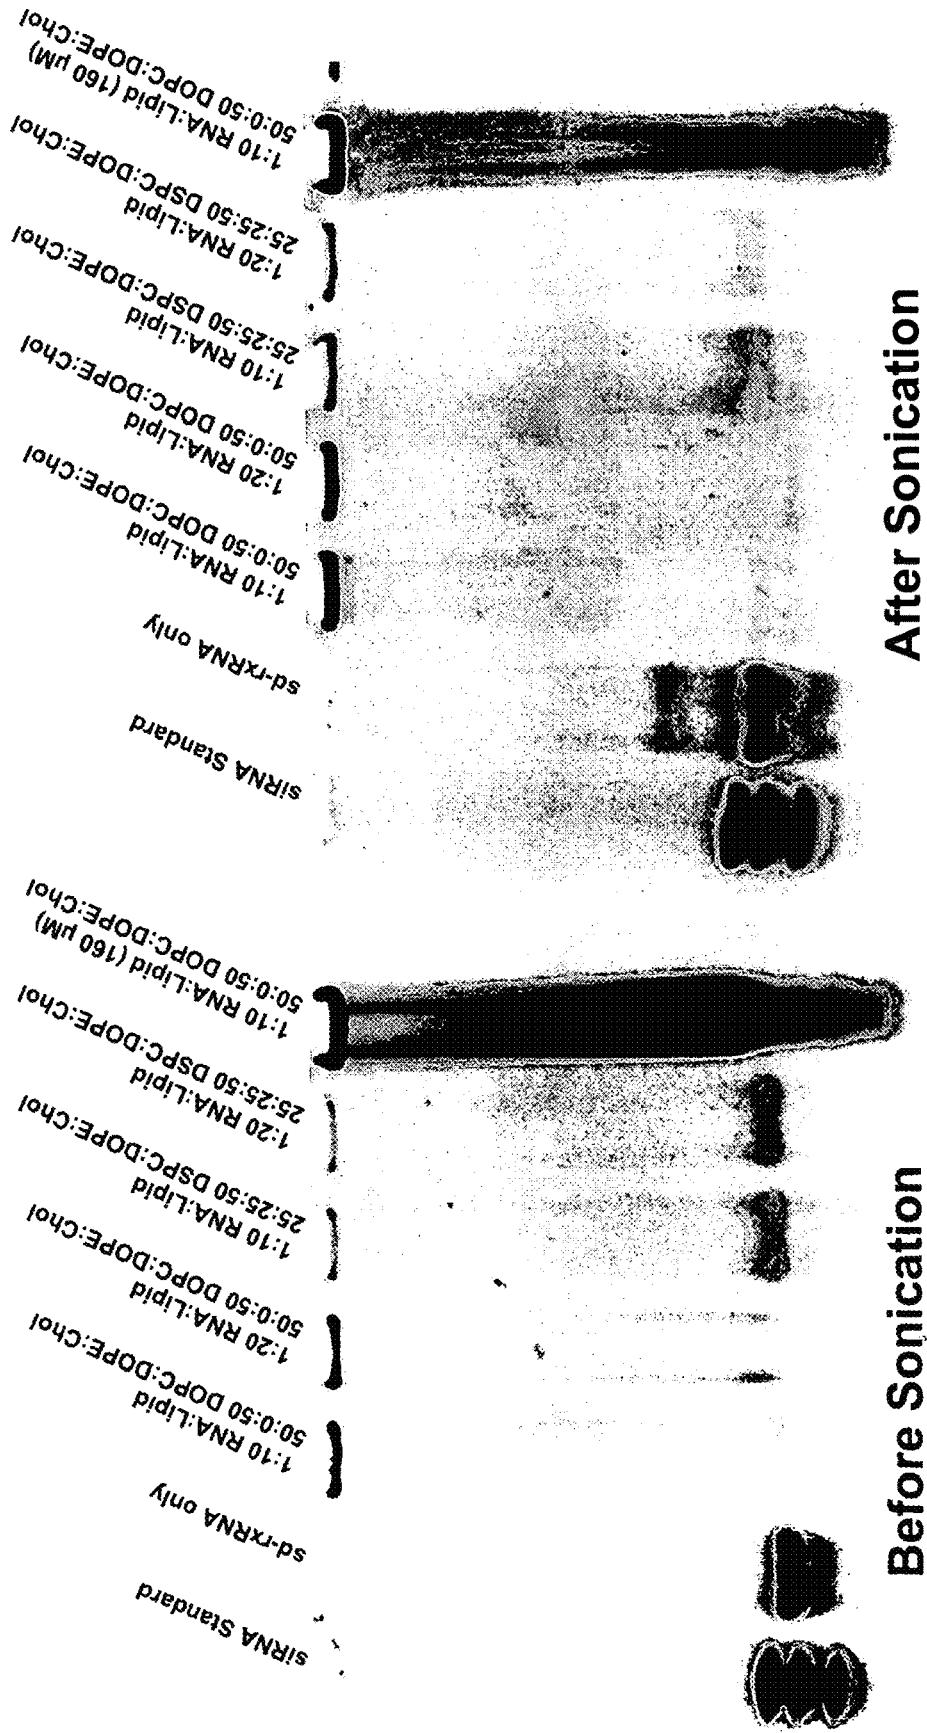 siRNA Standard
sd-rxRNA only
1:10 RNA:Lipid
50:0:50 DOPC:DOPE:Chol
1:20 RNA:Lipid
50:0:50 DOPC:DOPE:Chol
1:10 RNA:Lipid
25:25:50 DSPC:DOPE:Chol
1:20 RNA:Lipid
25:25:50 DSPC:DOPE:Chol
1:10 RNA:Lipid (160 µM)
50:0:50 DOPC:DOPE:Chol
Before Sonication
siRNA Standard
sd-rxRNA only
1:10 RNA:Lipid
50:0:50 DOPC:DOPE:Chol
1:20 RNA:Lipid
50:0:50 DOPC:DOPE:Chol
1:10 RNA:Lipid
25:25:50 DSPC:DOPE:Chol
1:20 RNA:Lipid
25:25:50 DSPC:DOPE:Chol
1:10 RNA:Lipid (160 µM)
50:0:50 DOPC:DOPE:Chol
After Sonication